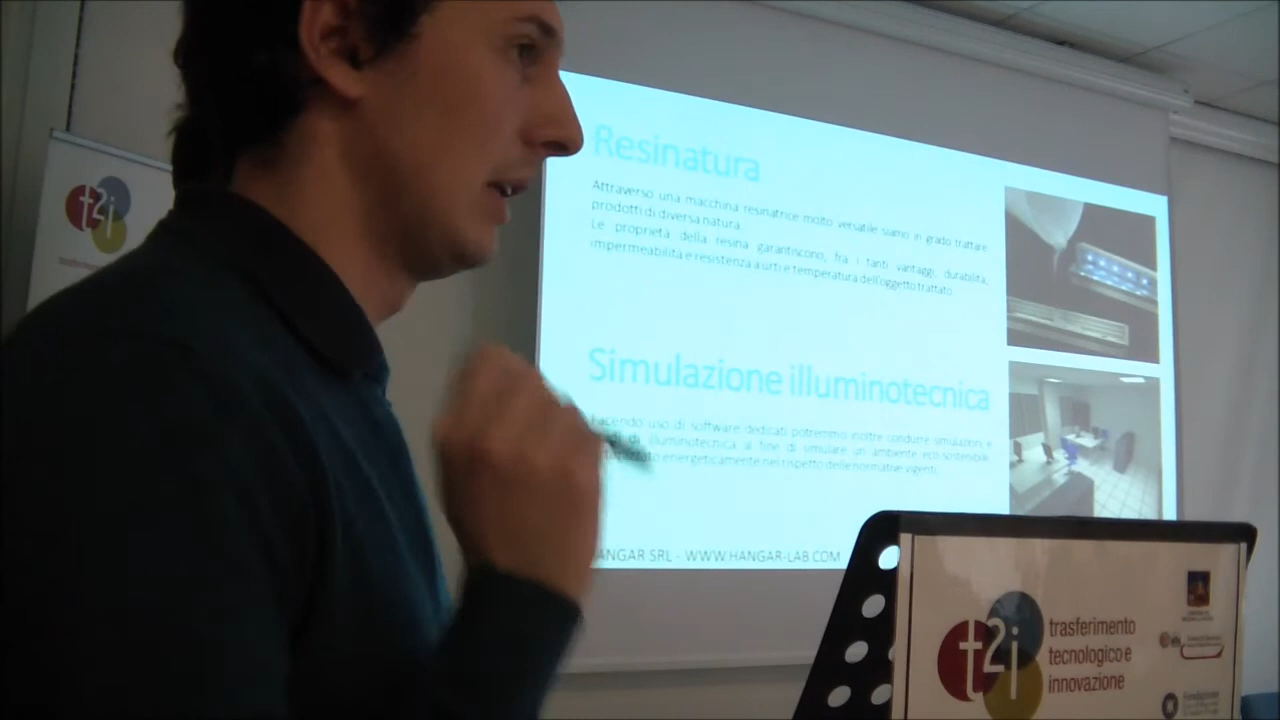 t2i
Resinatura
Attraverso una macchina resinatrice molto versatile siamo in grado trattare
prodotti di diversa natura.
Le proprietà della resina garantiscono, fra i tanti vantaggi, durabilità,
impermeabilità e resistenza a urti e temperatura dell'oggetto trattato
Simulazione illuminotecnica
Facendo uso di software dedicati potremmo inoltre condurre simulazioni e
di illuminotecnica al fine di simulare un ambiente eco-sostenibile
energeticamente nel rispetto delle normative vigenti.
HANGAR SRL - WWW.HANGAR-LAB.COM
t2i
trasferimento
tecnologico e
innovazione
Fondazione